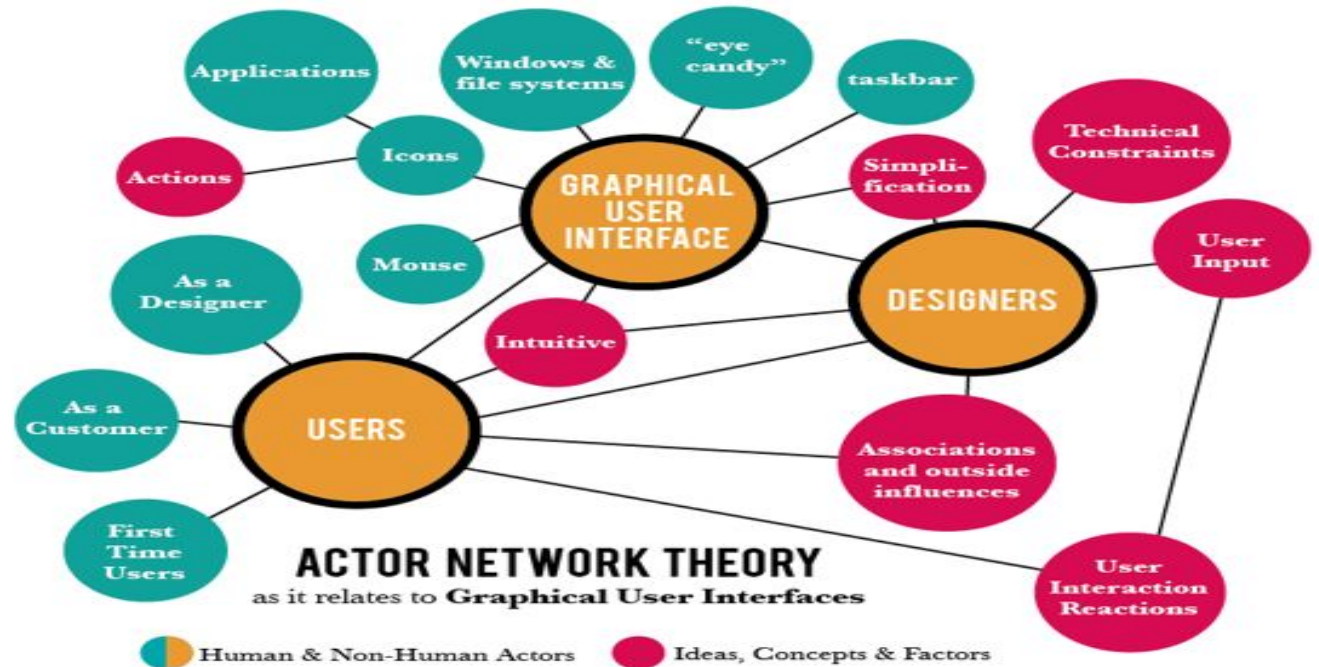 Applications
Windows &
file systems
“eye
candy”
taskbar
Technical
Constraints
Actions
Icons
GRAPHICAL
USER
INTERFACE
Simpli-
fication
User
Input
Mouse
As a
Designer
DESIGNERS
Intuitive
As a
Customer
USERS
Associations
and outside
influences
First
Time
Users
User
Interaction
Reactions
ACTOR NETWORK THEORY
as it relates to Graphical User Interfaces
Human & Non-Human Actors
Ideas, Concepts & Factors